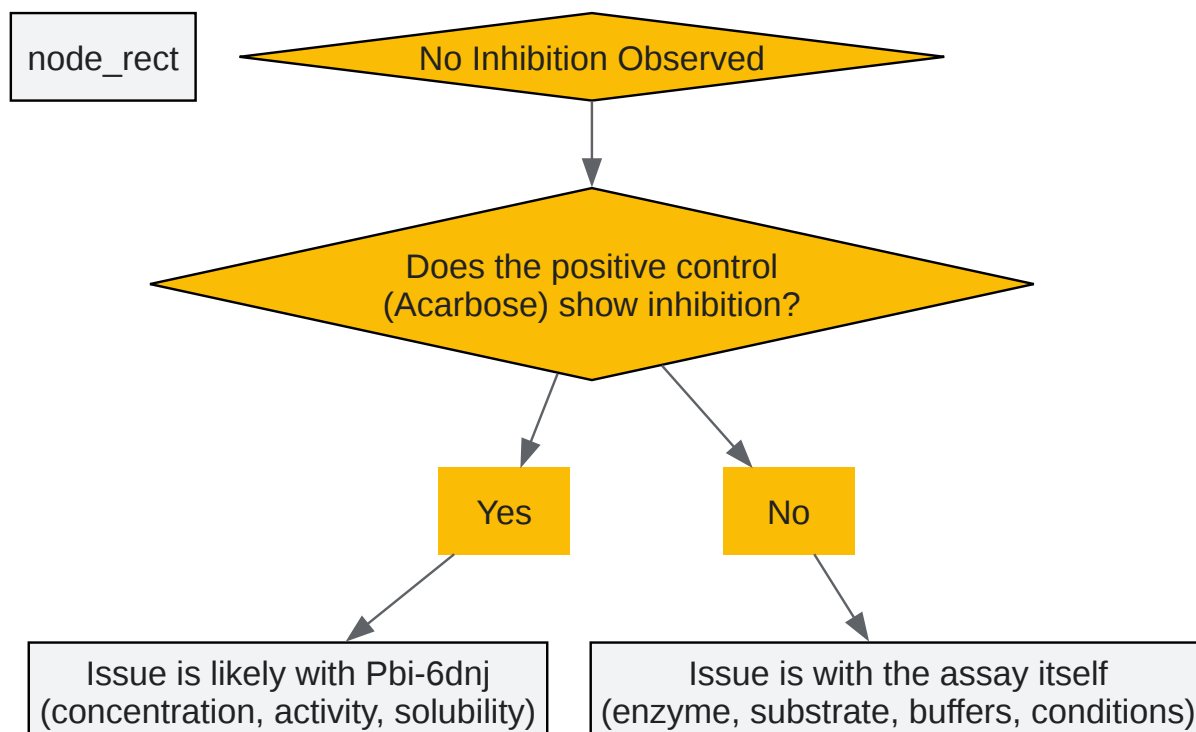 node_rect
No Inhibition Observed
Does the positive control
(Acarbose) show inhibition?
Yes
No
Issue is likely with Pbi-6dnj
(concentration, activity, solubility)
Issue is with the assay itself
(enzyme, substrate, buffers, conditions)